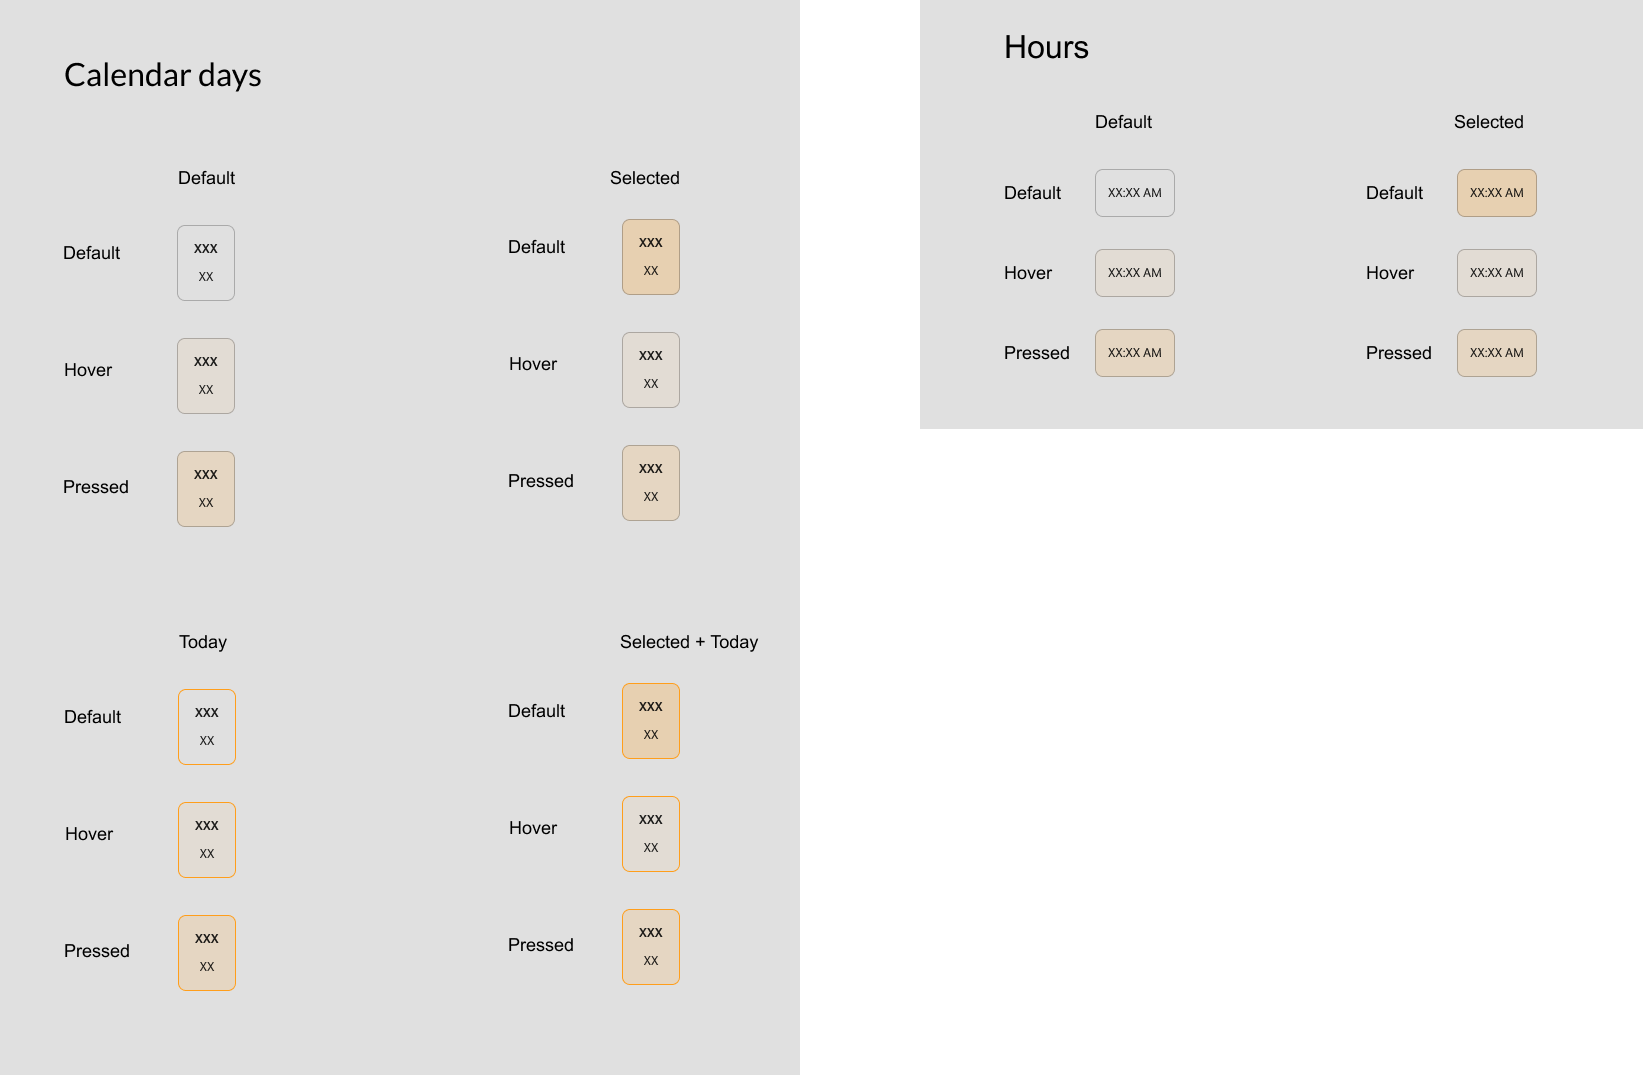 Calendar days
Default
Selected
Default
XXX
XX
Default
XXX
XX
Hover
XXX
XX
Hover
XXX
XX
Pressed
XXX
XX
Pressed
XXX
XX
Today
Selected + Today
Default
XXX
XX
Default
XXX
XX
Hover
XXX
XX
Hover
XXX
XX
Pressed
XXX
XX
Pressed
XXX
XX
Hours
Default
Selected
Default
XX:XX AM
Default
XX:XX AM
Hover
XX:XX AM
Hover
XX:XX AM
Pressed
XX:XX AM
Pressed
XX:XX AM